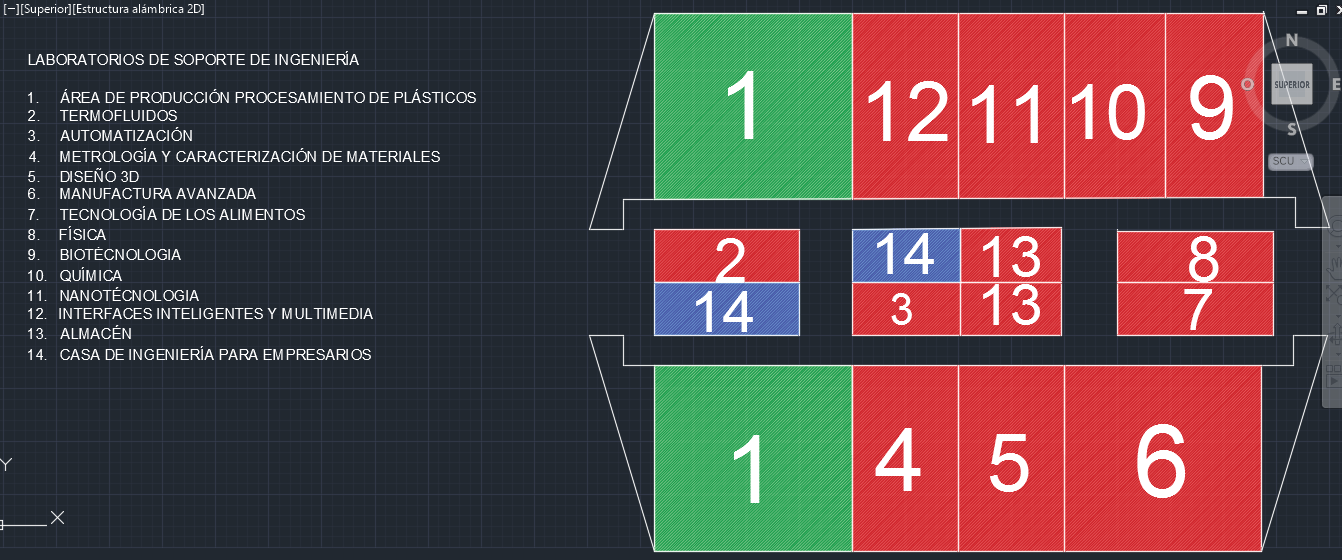 [−][Superior][Estructura alámbrica 2D]
LABORATORIOS DE SOPORTE DE INGENIERÍA
1. ÁREA DE PRODUCCIÓN PROCESAMIENTO DE PLÁSTICOS
2. TERMOFLUIDOS
3. AUTOMATIZACIÓN
4. METROLOGÍA Y CARACTERIZACIÓN DE MATERIALES
5. DISEÑO 3D
6. MANUFACTURA AVANZADA
7. TECNOLOGÍA DE LOS ALIMENTOS
8. FÍSICA
9. BIOTÉCNOLOGIA
10. QUÍMICA
11. NANOTÉCNOLOGIA
12. INTERFACES INTELIGENTES Y MULTIMEDIA
13. ALMACÉN
14. CASA DE INGENIERÍA PARA EMPRESARIOS
1 12 11 10 9
2 14 13 8
14 3 13 7
1 4 5 6
N
O SUPERIOR E
S
SCU
Y
X